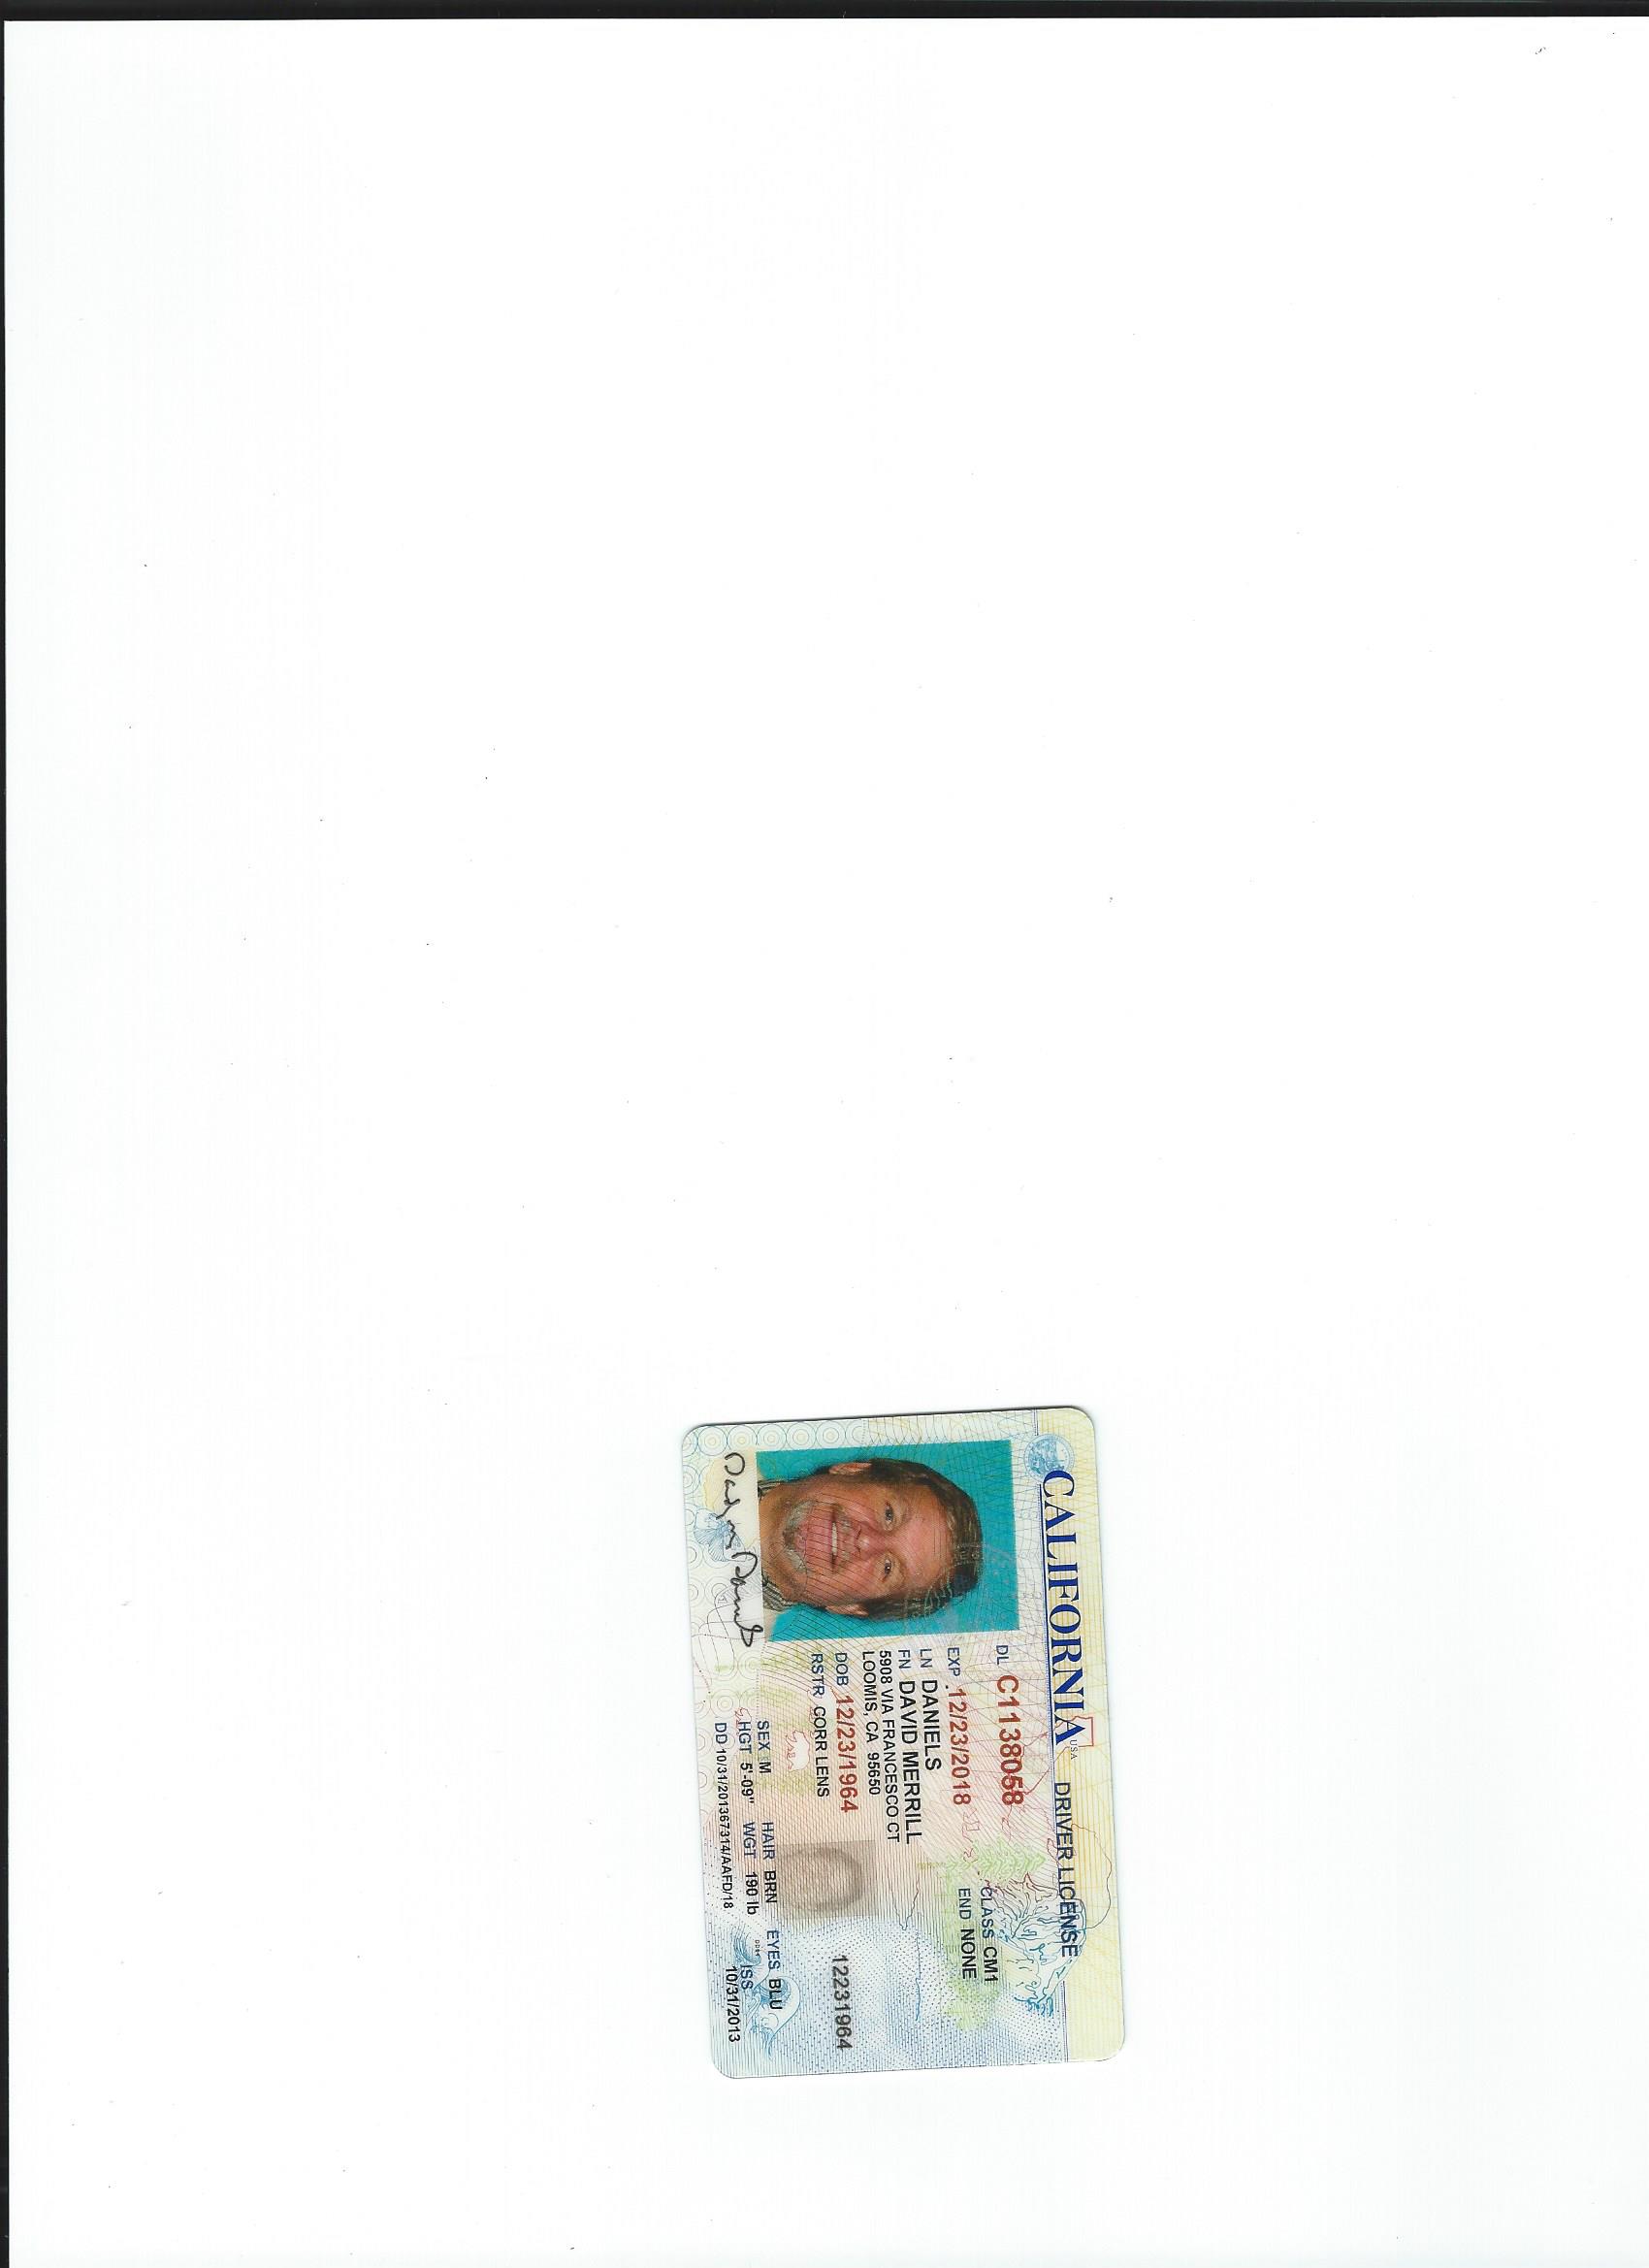 CALIFORNIA USA DRIVER LICENSE
DL C1138058
CLASS CM1
EXP 12/23/2018
END NONE
LN DANIELS
FN DAVID MERRILL
5908 VIA FRANCESCO CT
LOOMIS, CA 95650
DOB 12/23/1964
RSTR CORR LENS
12231964
SEX M HAIR BRN EYES BLU
HGT 5'-09" WGT 190 lb ISS
DD 10/31/201367314/AAFD/18 10/31/2013